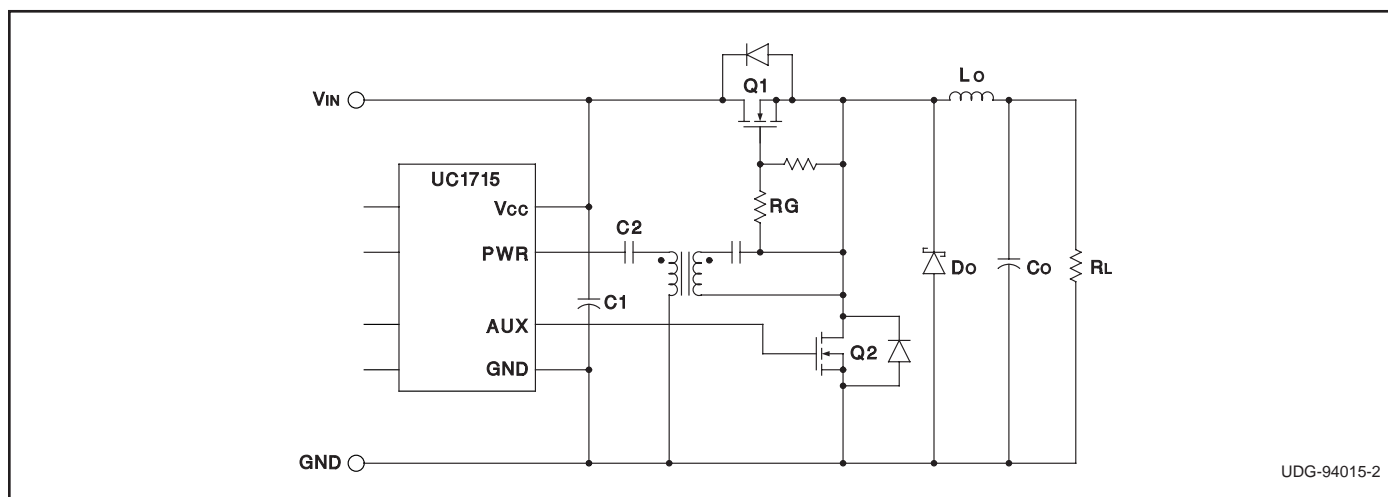 Q1
LO
VIN
UC1715
VCC
RG
C2
PWR
DO
CO
RL
C1
AUX
Q2
GND
GND
UDG-94015-2